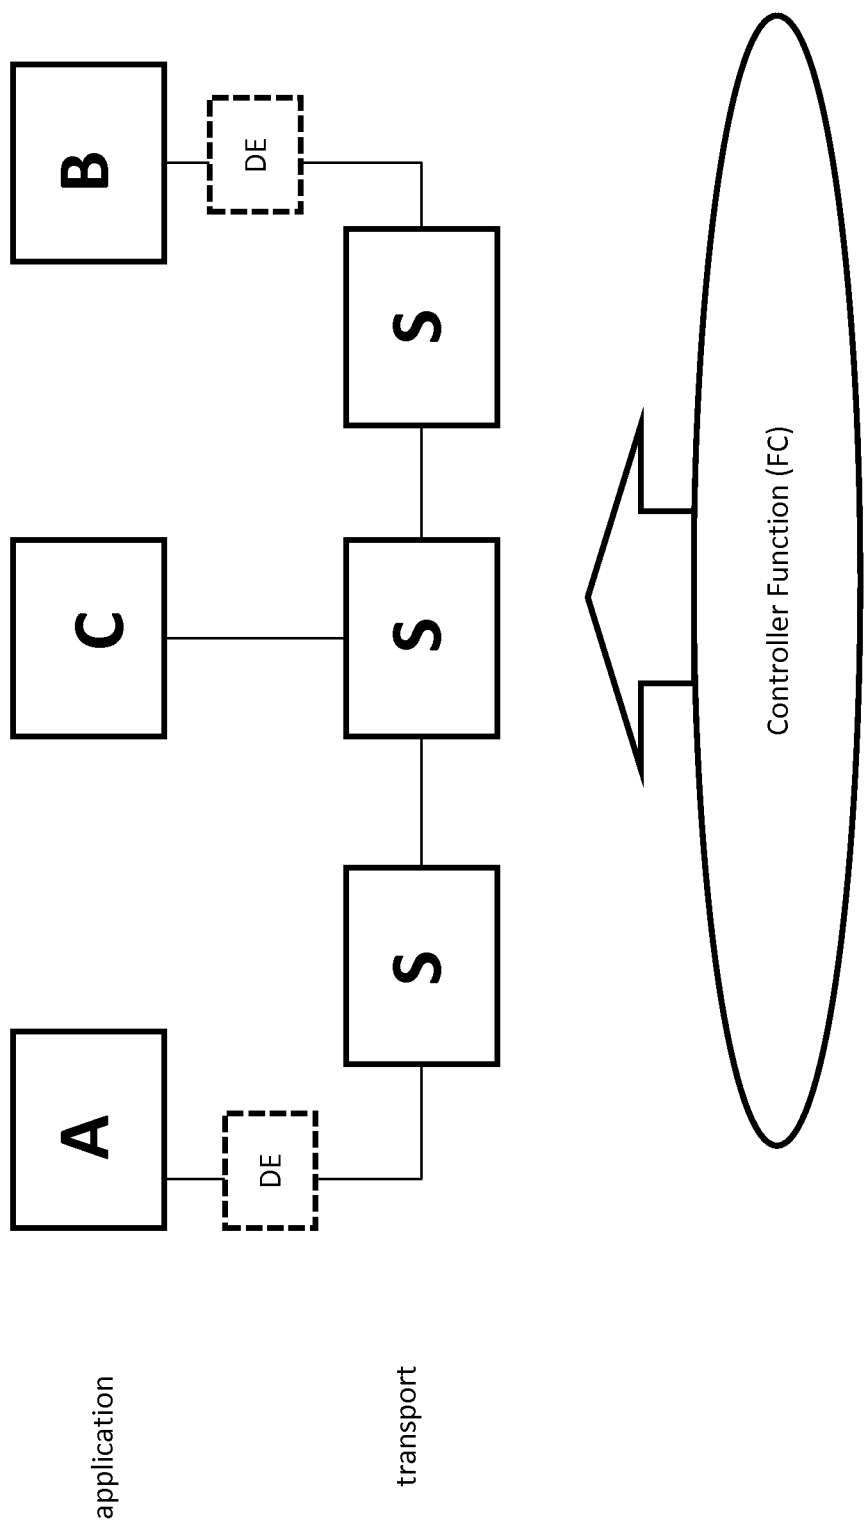 application
A
C
B
DE
DE
transport
S
S
S
Controller Function (FC)